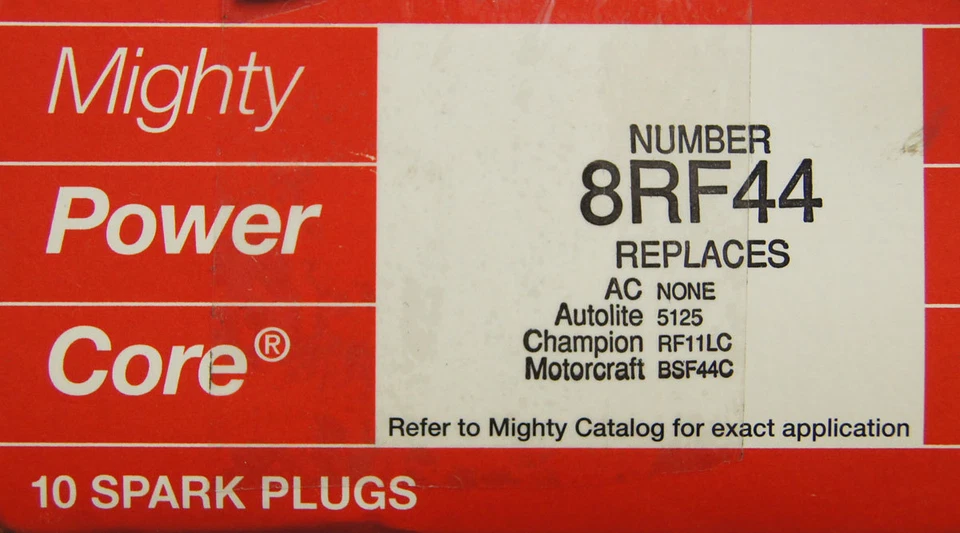 Mighty
Power
Core®
NUMBER
8RF44
REPLACES
AC NONE
Autolite 5125
Champion RF11LC
Motorcraft BSF44C
Refer to Mighty Catalog for exact application
10 SPARK PLUGS